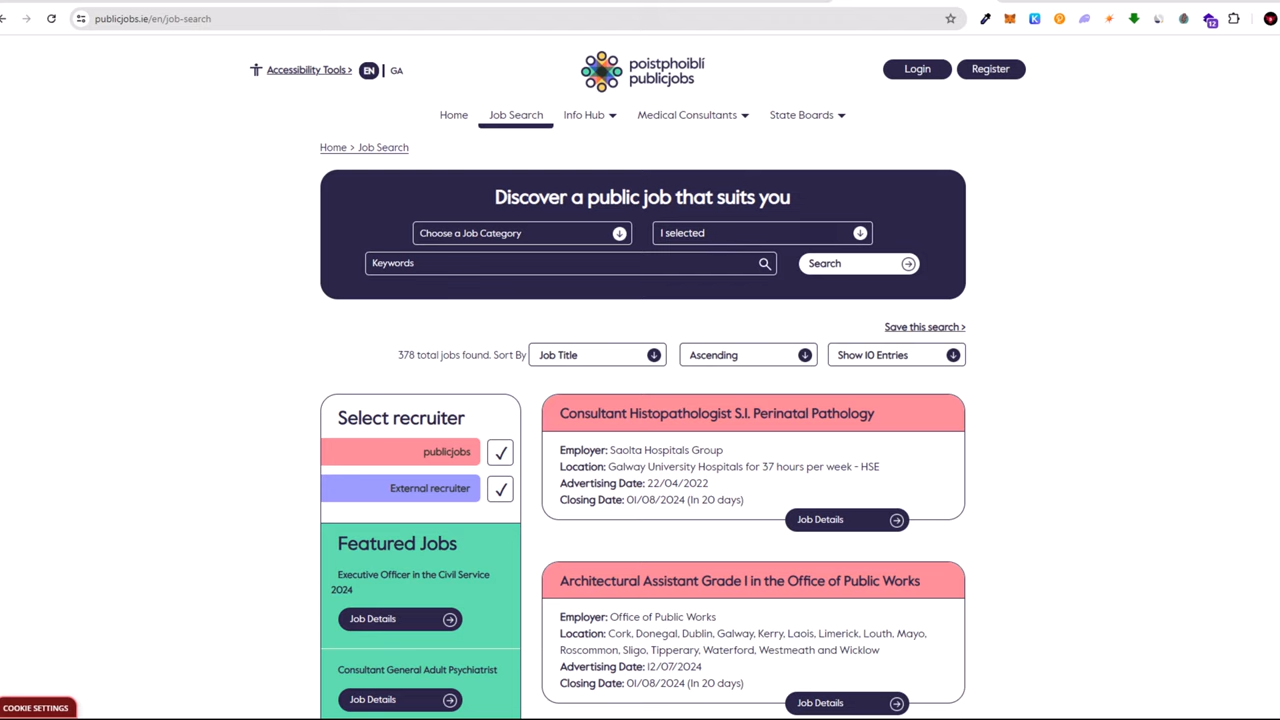 publicjobs.ie/en/job-search
12
Accessibility Tools >
EN | GA
poistphoiblí
publicjobs
Login
Register
Home
Job Search
Info Hub
Medical Consultants
State Boards
Home > Job Search
Discover a public job that suits you
Choose a Job Category
1 selected
Keywords
Search
Save this search >
378 total jobs found. Sort By
Job Title
Ascending
Show 10 Entries
Select recruiter
publicjobs
External recruiter
Featured Jobs
Executive Officer in the Civil Service
2024
Job Details
Consultant General Adult Psychiatrist
Job Details
Consultant Histopathologist S.I. Perinatal Pathology
Employer: Saolta Hospitals Group
Location: Galway University Hospitals for 37 hours per week - HSE
Advertising Date: 22/04/2022
Closing Date: 01/08/2024 (In 20 days)
Job Details
Architectural Assistant Grade I in the Office of Public Works
Employer: Office of Public Works
Location: Cork, Donegal, Dublin, Galway, Kerry, Laois, Limerick, Louth, Mayo,
Roscommon, Sligo, Tipperary, Waterford, Westmeath and Wicklow
Advertising Date: 12/07/2024
Closing Date: 01/08/2024 (In 20 days)
Job Details
COOKIE SETTINGS